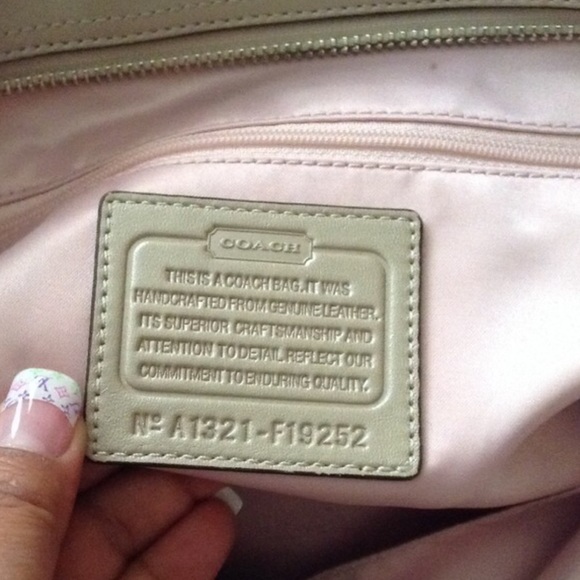 COACH
THIS IS A COACH BAG. IT WAS
HANDCRAFTED FROM GENUINE LEATHER.
ITS SUPERIOR CRAFTSMANSHIP AND
ATTENTION TO DETAIL REFLECT OUR
COMMITMENT TO ENDURING QUALITY.
Nº A1321-F19252